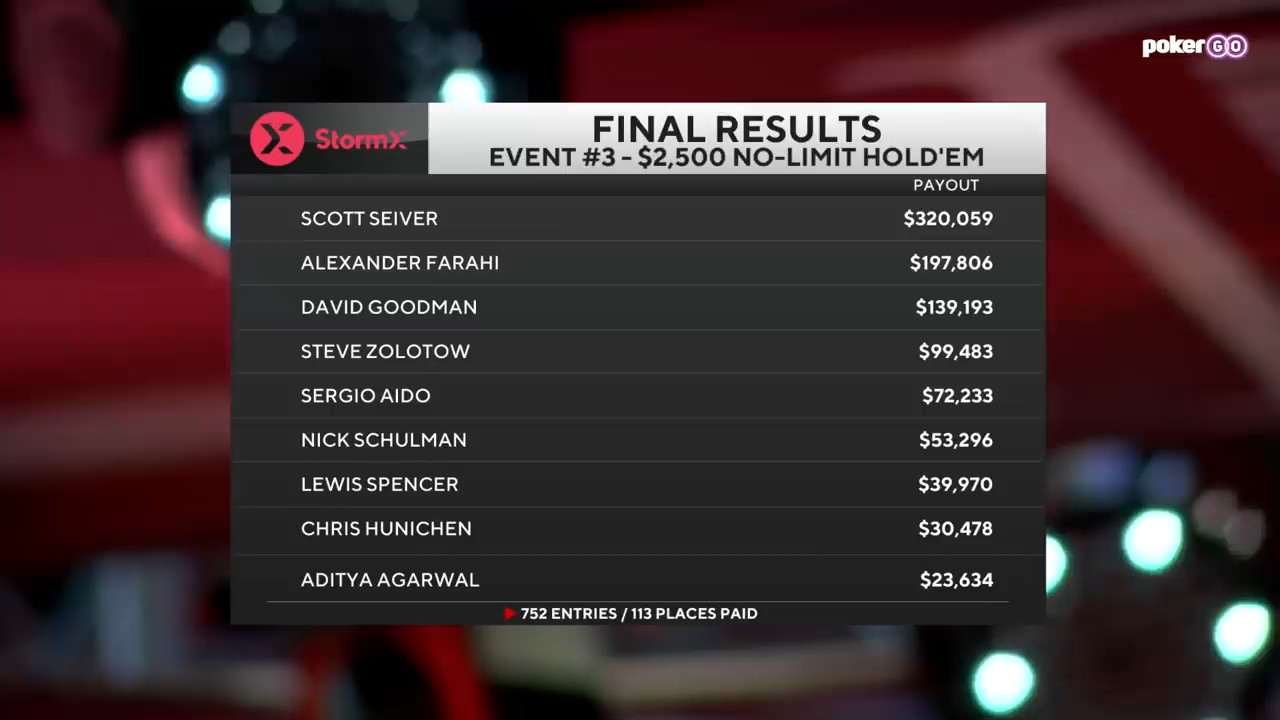 pokerGO
StormX
FINAL RESULTS
EVENT #3 - $2,500 NO-LIMIT HOLD'EM
PAYOUT
SCOTT SEIVER $320,059
ALEXANDER FARAHI $197,806
DAVID GOODMAN $139,193
STEVE ZOLOTOW $99,483
SERGIO AIDO $72,233
NICK SCHULMAN $53,296
LEWIS SPENCER $39,970
CHRIS HUNICHEN $30,478
ADITYA AGARWAL $23,634
752 ENTRIES / 113 PLACES PAID